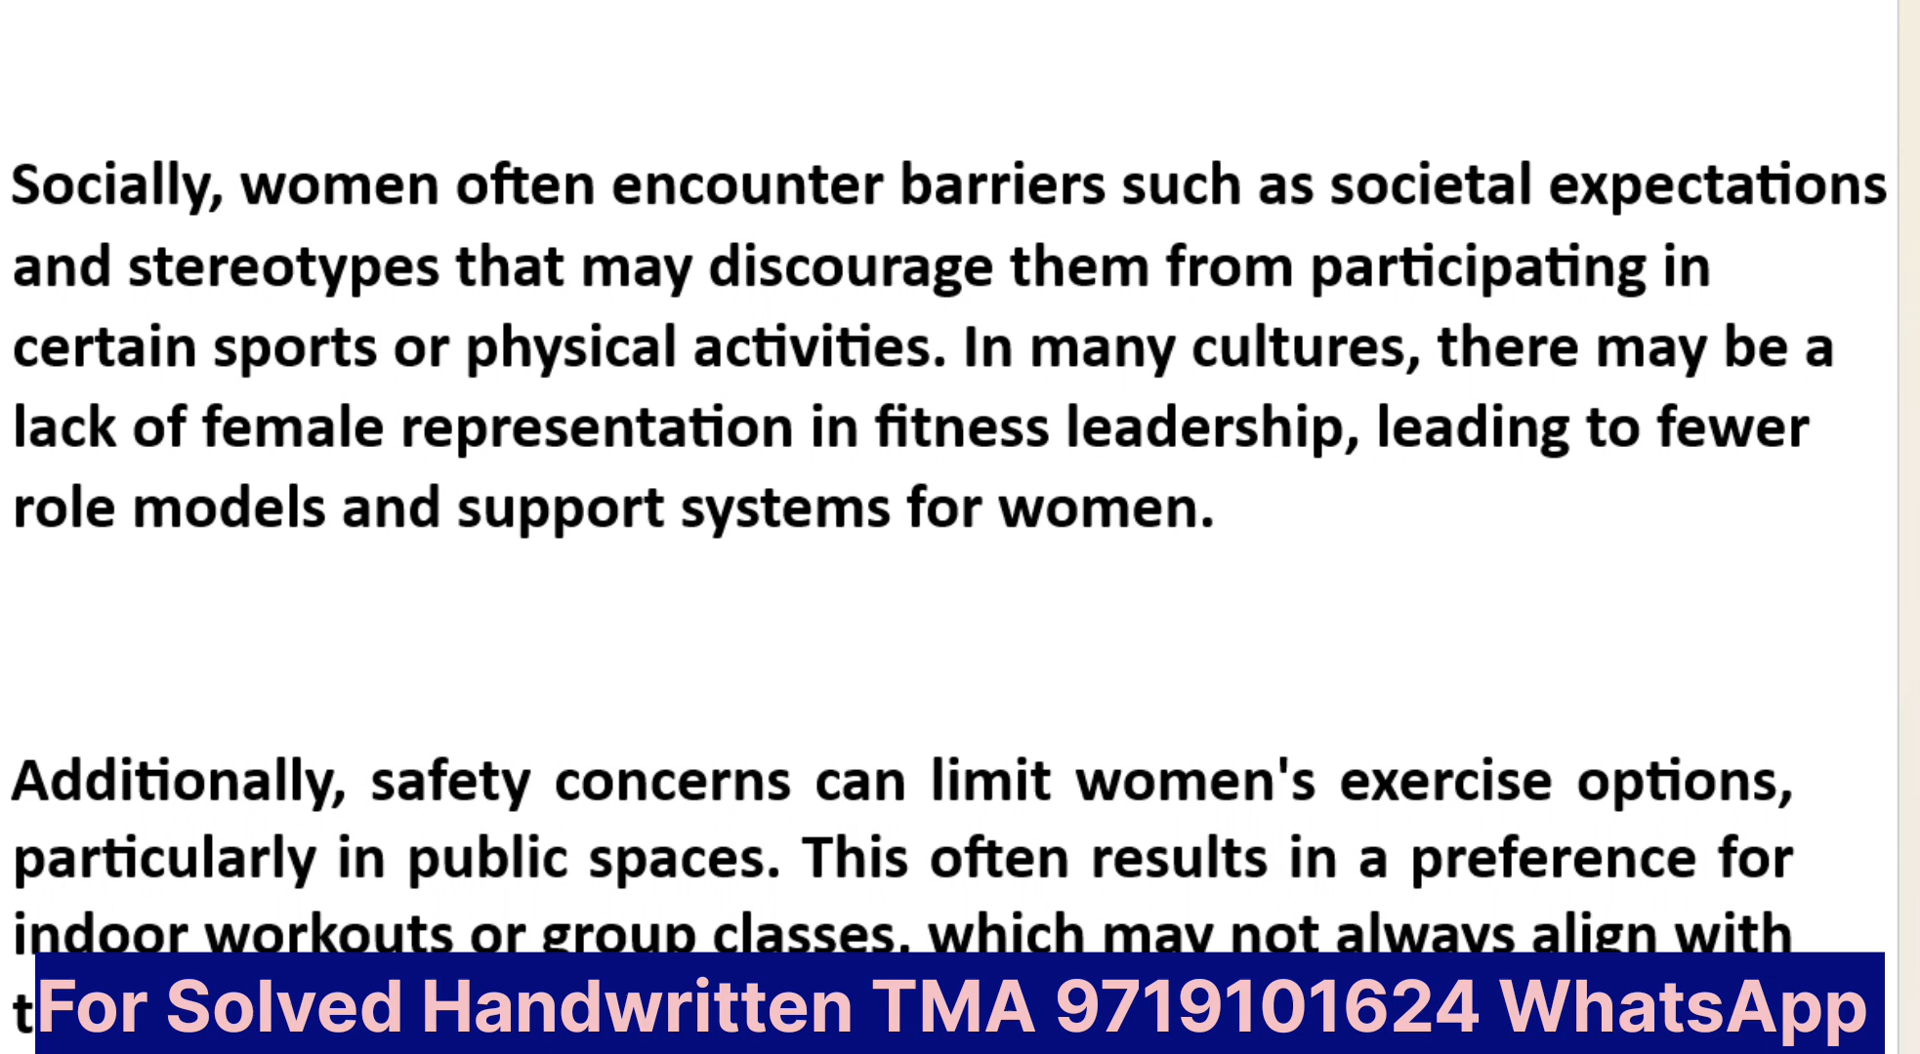 Socially, women often encounter barriers such as societal expectations
and stereotypes that may discourage them from participating in
certain sports or physical activities. In many cultures, there may be a
lack of female representation in fitness leadership, leading to fewer
role models and support systems for women.
Additionally, safety concerns can limit women's exercise options,
particularly in public spaces. This often results in a preference for
indoor workouts or group classes, which may not always align with
For Solved Handwritten TMA 9719101624 WhatsApp